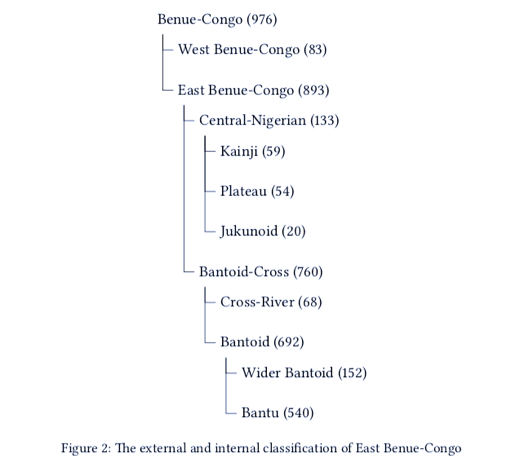 Benue-Congo (976)
West Benue-Congo (83)
East Benue-Congo (893)
Central-Nigerian (133)
Kainji (59)
Plateau (54)
Jukunoid (20)
Bantoid-Cross (760)
Cross-River (68)
Bantoid (692)
Wider Bantoid (152)
Bantu (540)
Figure 2: The external and internal classification of East Benue-Congo